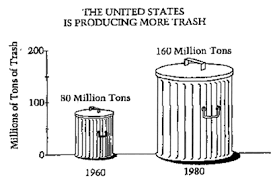 THE UNITED STATES
IS PRODUCING MORE TRASH
Millions of Tons of Trash
200
100
0
80 Million Tons
160 Million Tons
1960
1980